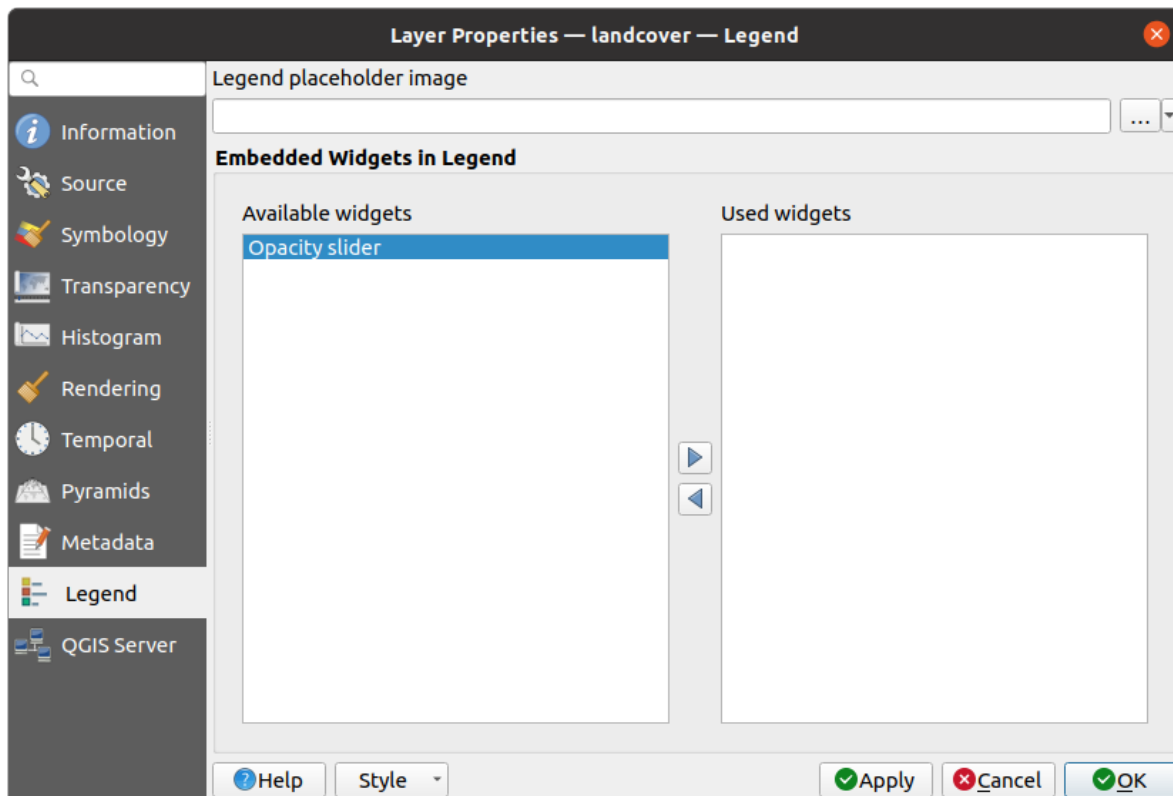 Layer Properties — landcover — Legend
Information
Source
Symbology
Transparency
Histogram
Rendering
Temporal
Pyramids
Metadata
Legend
QGIS Server
Legend placeholder image
...
Embedded Widgets in Legend
Available widgets
Opacity slider
Used widgets
Help
Style
Apply
Cancel
OK